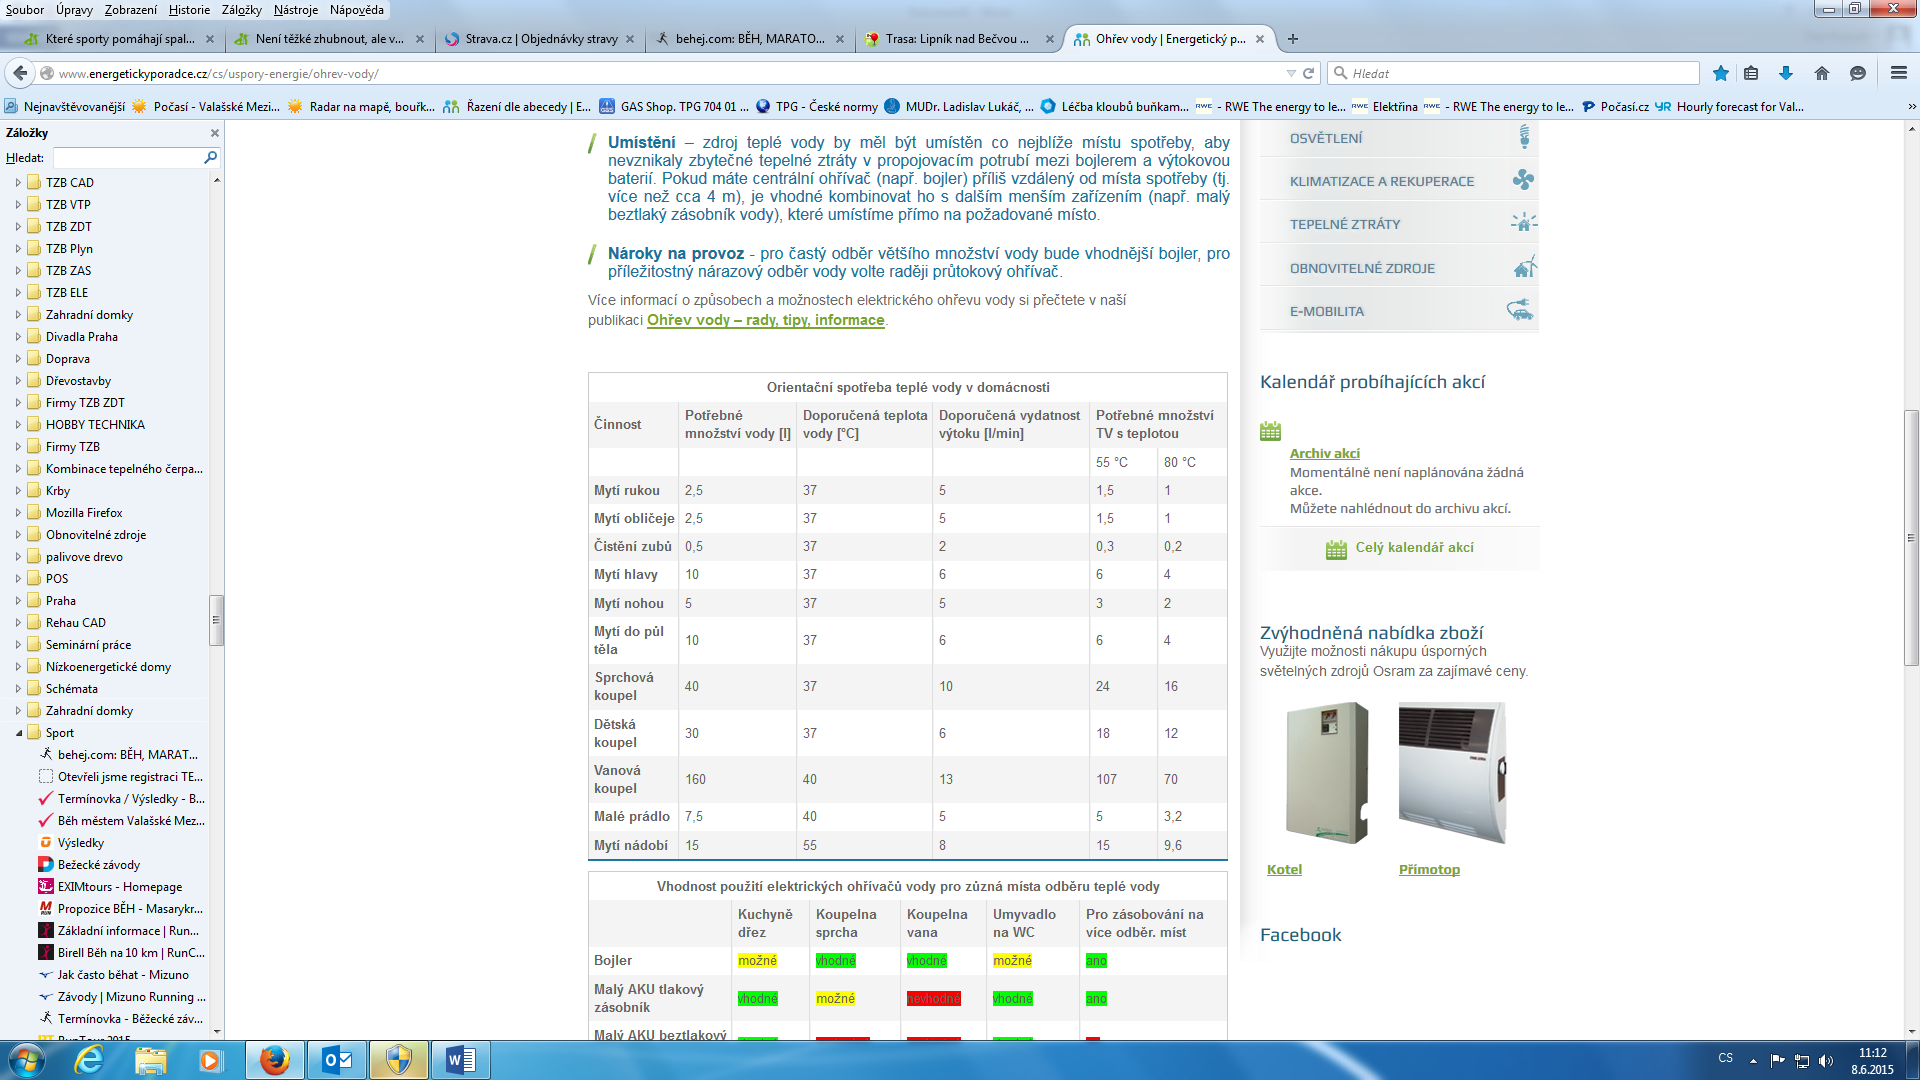 Soubor Úpravy Zobrazení Historie Záložky Nástroje Nápověda
Které sporty pomáhají spal... Není těžké zhubnout, ale v... Strava.cz | Objednávky stravy behej.com: BĚH, MARATO... Trasa: Lipník nad Bečvou ... Ohřev vody | Energetický p...
www.energetickyporadce.cz/cs/uspory-energie/ohrev-vody/ Hledat
Nejnavštěvovanější Počasí - Valašské Mezi... Radar na mapě, bouřk... Řazení dle abecedy | E... GAS Shop. TPG 704 01 ... TPG - České normy MUDr. Ladislav Lukáč, ... Léčba kloubů buňkam... - RWE The energy to le... Elektřina - RWE The energy to le... Počasí.cz Hourly forecast for Val...
Záložky
Hledat:
TZB CAD
TZB VTP
TZB ZDT
TZB Plyn
TZB ZAS
TZB ELE
Zahradní domky
Divadla Praha
Doprava
Dřevostavby
Firmy TZB ZDT
HOBBY TECHNIKA
Firmy TZB
Kombinace tepelného čerpa...
Krby
Mozilla Firefox
Obnovitelné zdroje
palivove drevo
POS
Praha
Rehau CAD
Seminární práce
Nízkoenergetické domy
Schémata
Zahradní domky
Sport
behej.com: BĚH, MARAT...
Otevřeli jsme registraci TE...
Termínovka / Výsledky - B...
Běh městem Valašské Mez...
Výsledky
Bežecké závody
EXIMtours - Homepage
Propozice BĚH - Masarykr...
Základní informace | Run...
Birell Běh na 10 km | RunC...
Jak často běhat - Mizuno
Závody | Mizuno Running ...
Termínovka - Běžecké záv...
RunTour 2015
Umístění – zdroj teplé vody by měl být umístěn co nejblíže místu spotřeby, aby
nevznikaly zbytečné tepelné ztráty v propojovacím potrubí mezi bojlerem a výtokovou
baterií. Pokud máte centrální ohřívač (např. bojler) příliš vzdálený od místa spotřeby (tj.
více než cca 4 m), je vhodné kombinovat ho s dalším menším zařízením (např. malý
beztlaký zásobník vody), které umístíme přímo na požadované místo.
Nároky na provoz - pro častý odběr většího množství vody bude vhodnější bojler, pro
příležitostný nárazový odběr vody volte raději průtokový ohřívač.
Více informací o způsobech a možnostech elektrického ohřevu vody si přečtete v naší
publikaci Ohřev vody – rady, tipy, informace.
Orientační spotřeba teplé vody v domácnosti
Činnost Potřebné množství vody [l] Doporučená teplota vody [°C] Doporučená vydatnost výtoku [l/min] Potřebné množství TV s teplotou
55 °C 80 °C
Mytí rukou 2,5 37 5 1,5 1
Mytí obličeje 2,5 37 5 1,5 1
Čistění zubů 0,5 37 2 0,3 0,2
Mytí hlavy 10 37 6 6 4
Mytí nohou 5 37 5 3 2
Mytí do půl těla 10 37 6 6 4
Sprchová koupel 40 37 10 24 16
Dětská koupel 30 37 6 18 12
Vanová koupel 160 40 13 107 70
Malé prádlo 7,5 40 5 5 3,2
Mytí nádobí 15 55 8 15 9,6
Vhodnost použití elektrických ohřívačů vody pro zůzná místa odběru teplé vody
Kuchyně dřez Koupelna sprcha Koupelna vana Umyvadlo na WC Pro zásobování na více odběr. míst
Bojler možné vhodné vhodné možné ano
Malý AKU tlakový zásobník vhodné možné nevhodné vhodné ano
Malý AKU beztlakový
OSVĚTLENÍ
KLIMATIZACE A REKUPERACE
TEPELNÉ ZTRÁTY
OBNOVITELNÉ ZDROJE
E-MOBILITA
Kalendář probíhajících akcí
Archiv akcí
Momentálně není naplánována žádná
akce.
Můžete nahlédnout do archivu akcí.
Celý kalendář akcí
Zvýhodněná nabídka zboží
Využijte možnosti nákupu úsporných
světelných zdrojů Osram za zajímavé ceny.
Kotel Přímotop
Facebook
CS 11:12
8.6.2015